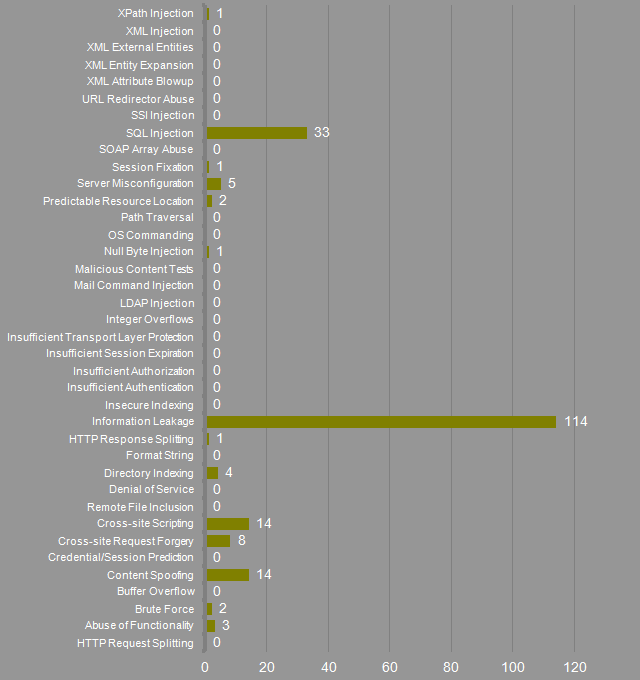 XPath Injection 1
XML Injection 0
XML External Entities 0
XML Entity Expansion 0
XML Attribute Blowup 0
URL Redirector Abuse 0
SSI Injection 0
SQL Injection 33
SOAP Array Abuse 0
Session Fixation 1
Server Misconfiguration 5
Predictable Resource Location 2
Path Traversal 0
OS Commanding 0
Null Byte Injection 1
Malicious Content Tests 0
Mail Command Injection 0
LDAP Injection 0
Integer Overflows 0
Insufficient Transport Layer Protection 0
Insufficient Session Expiration 0
Insufficient Authorization 0
Insufficient Authentication 0
Insecure Indexing 0
Information Leakage 114
HTTP Response Splitting 1
Format String 0
Directory Indexing 4
Denial of Service 0
Remote File Inclusion 0
Cross-site Scripting 14
Cross-site Request Forgery 8
Credential/Session Prediction 0
Content Spoofing 14
Buffer Overflow 0
Brute Force 2
Abuse of Functionality 3
HTTP Request Splitting 0
0 20 40 60 80 100 120